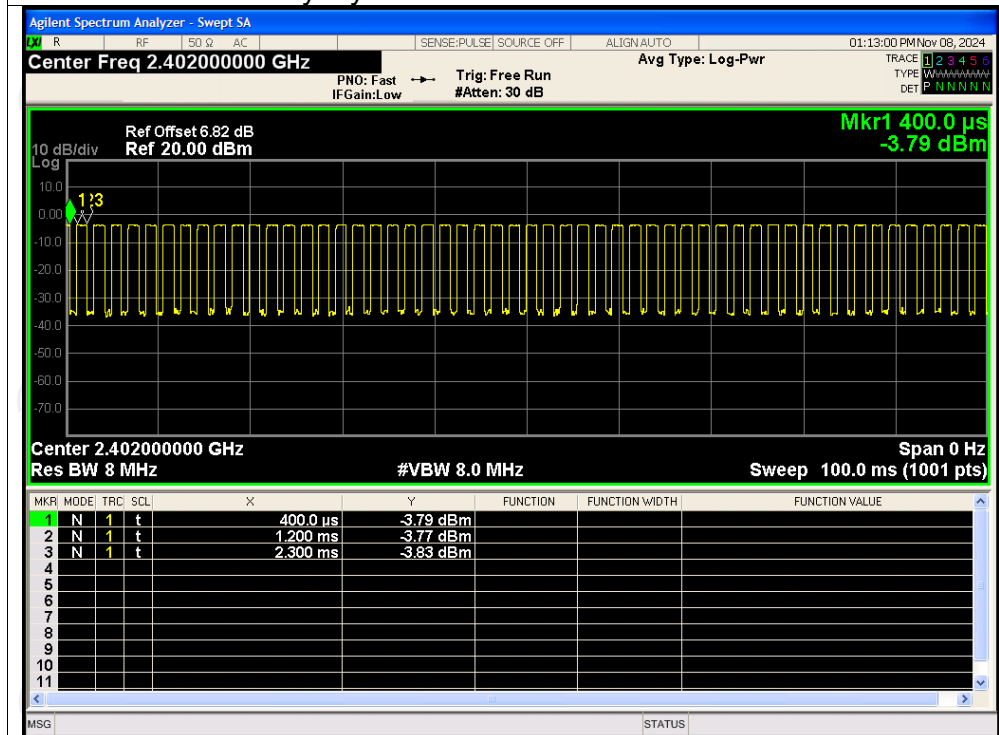 Agilent Spectrum Analyzer - Swept SA
LXI R RF 50 Ω AC SENSE:PULSE SOURCE OFF ALIGN AUTO 01:13:00 PM Nov 08, 2024
Center Freq 2.402000000 GHz
PNO: Fast
IFGain:Low
Trig: Free Run
#Atten: 30 dB
Avg Type: Log-Pwr
TRACE 1 2 3 4 5 6
TYPE WWWWWW
DET P N N N N N
Mkr1 400.0 µs
-3.79 dBm
Ref Offset 6.82 dB
10 dB/div Ref 20.00 dBm
Log
10.0
0.00
-10.0
-20.0
-30.0
-40.0
-50.0
-60.0
-70.0
Center 2.402000000 GHz Span 0 Hz
Res BW 8 MHz #VBW 8.0 MHz Sweep 100.0 ms (1001 pts)
MKR MODE TRC SCL X Y FUNCTION FUNCTION WIDTH FUNCTION VALUE
1 N 1 t 400.0 µs -3.79 dBm
2 N 1 t 1.200 ms -3.77 dBm
3 N 1 t 2.300 ms -3.83 dBm
4
5
6
7
8
9
10
11
MSG STATUS